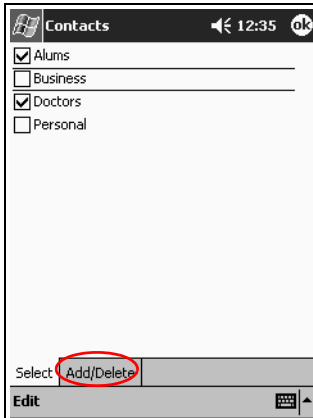 Contacts 12:35 ok
Alums
Business
Doctors
Personal
Select Add/Delete
Edit